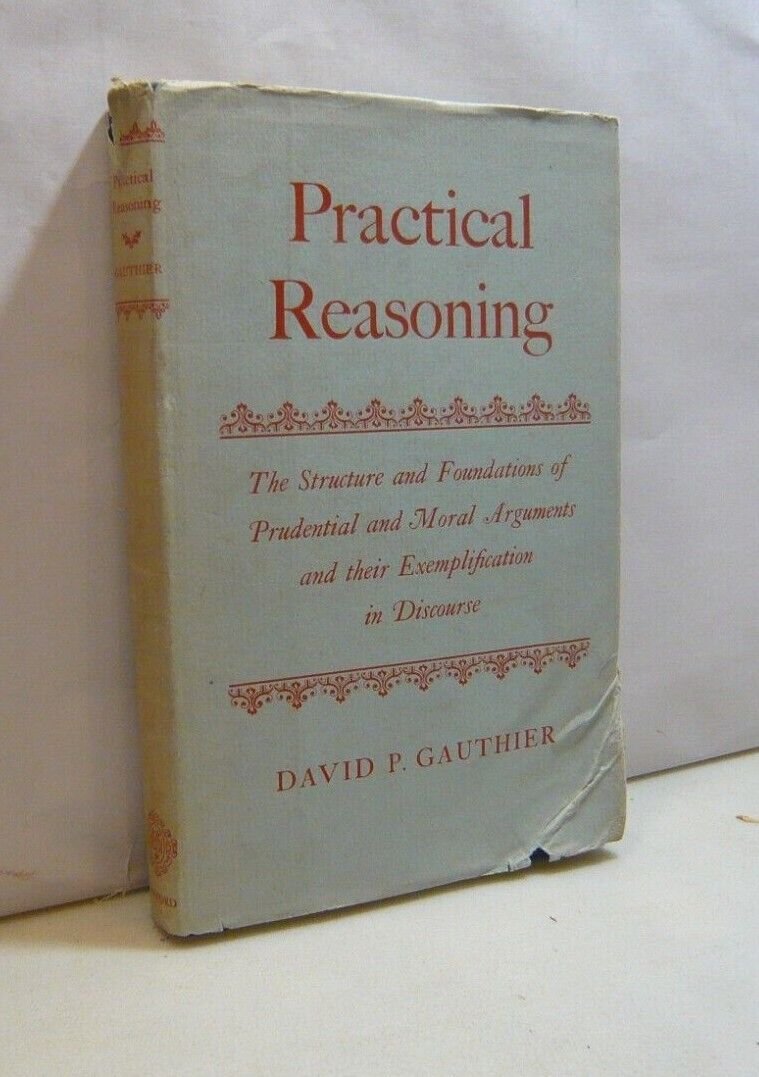 Practical
Reasoning
GAUTHIER
Practical
Reasoning
The Structure and Foundations of
Prudential and Moral Arguments
and their Exemplification
in Discourse
DAVID P. GAUTHIER